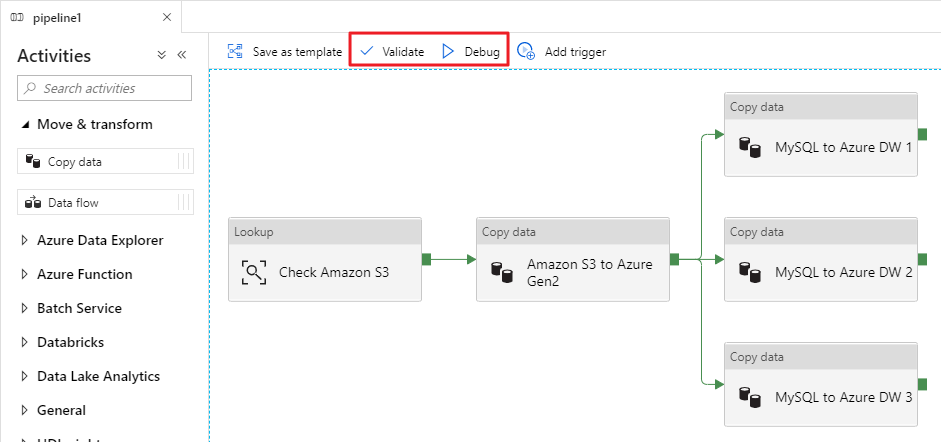 pipeline1
Activities
Search activities
Move & transform
Copy data
Data flow
Azure Data Explorer
Azure Function
Batch Service
Databricks
Data Lake Analytics
General
Save as template
Validate
Debug
Add trigger
Lookup
Check Amazon S3
Copy data
Amazon S3 to Azure
Gen2
Copy data
MySQL to Azure DW 1
Copy data
MySQL to Azure DW 2
Copy data
MySQL to Azure DW 3